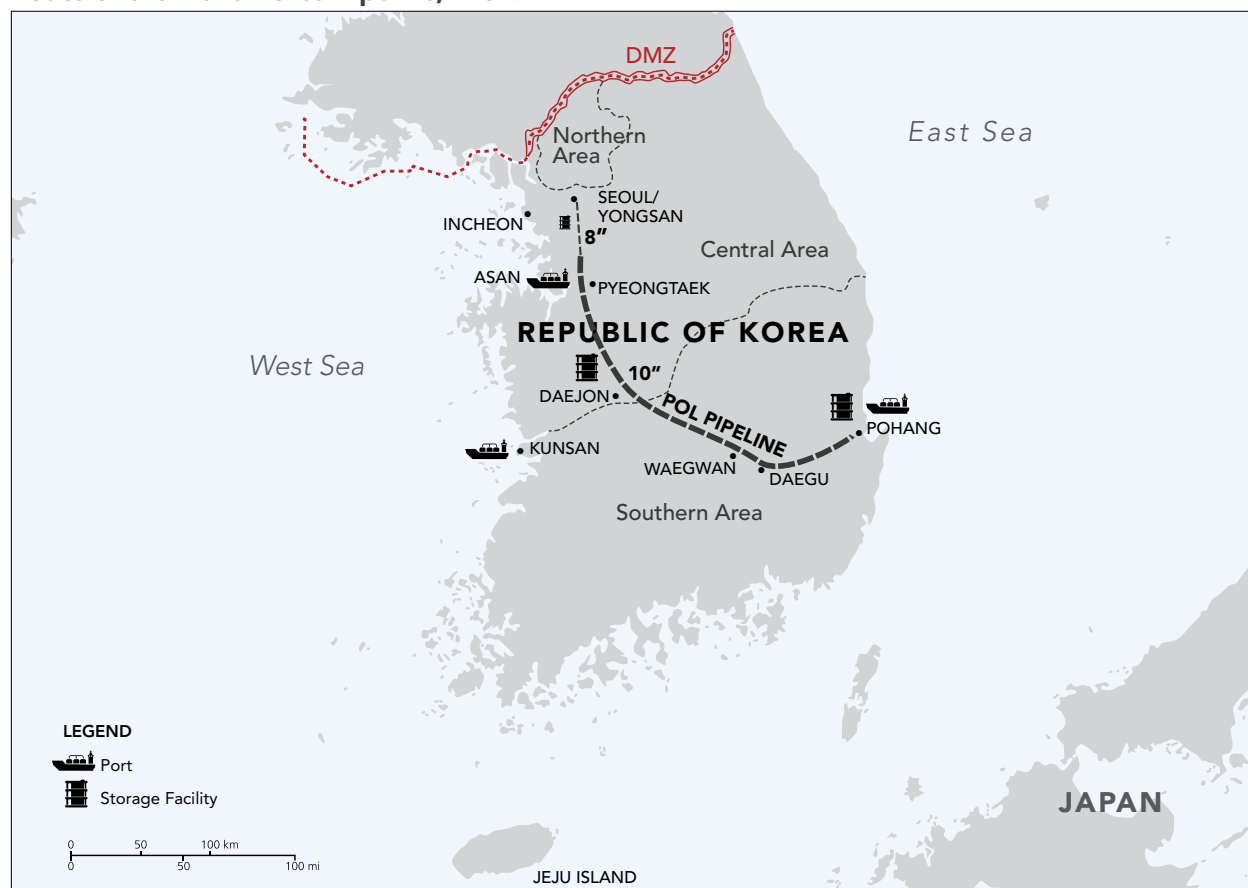 DMZ
East Sea
Northern
Area
SEOUL/
YONGSAN
INCHEON
8”
Central Area
ASAN
PYEONGTAEK
REPUBLIC OF KOREA
West Sea
10”
DAEJON
POL PIPELINE
POHANG
KUNSAN
WAEGWAN
DAEGU
Southern Area
LEGEND
Port
Storage Facility
JAPAN
0 50 100 km
0 50 100 mi
JEJU ISLAND